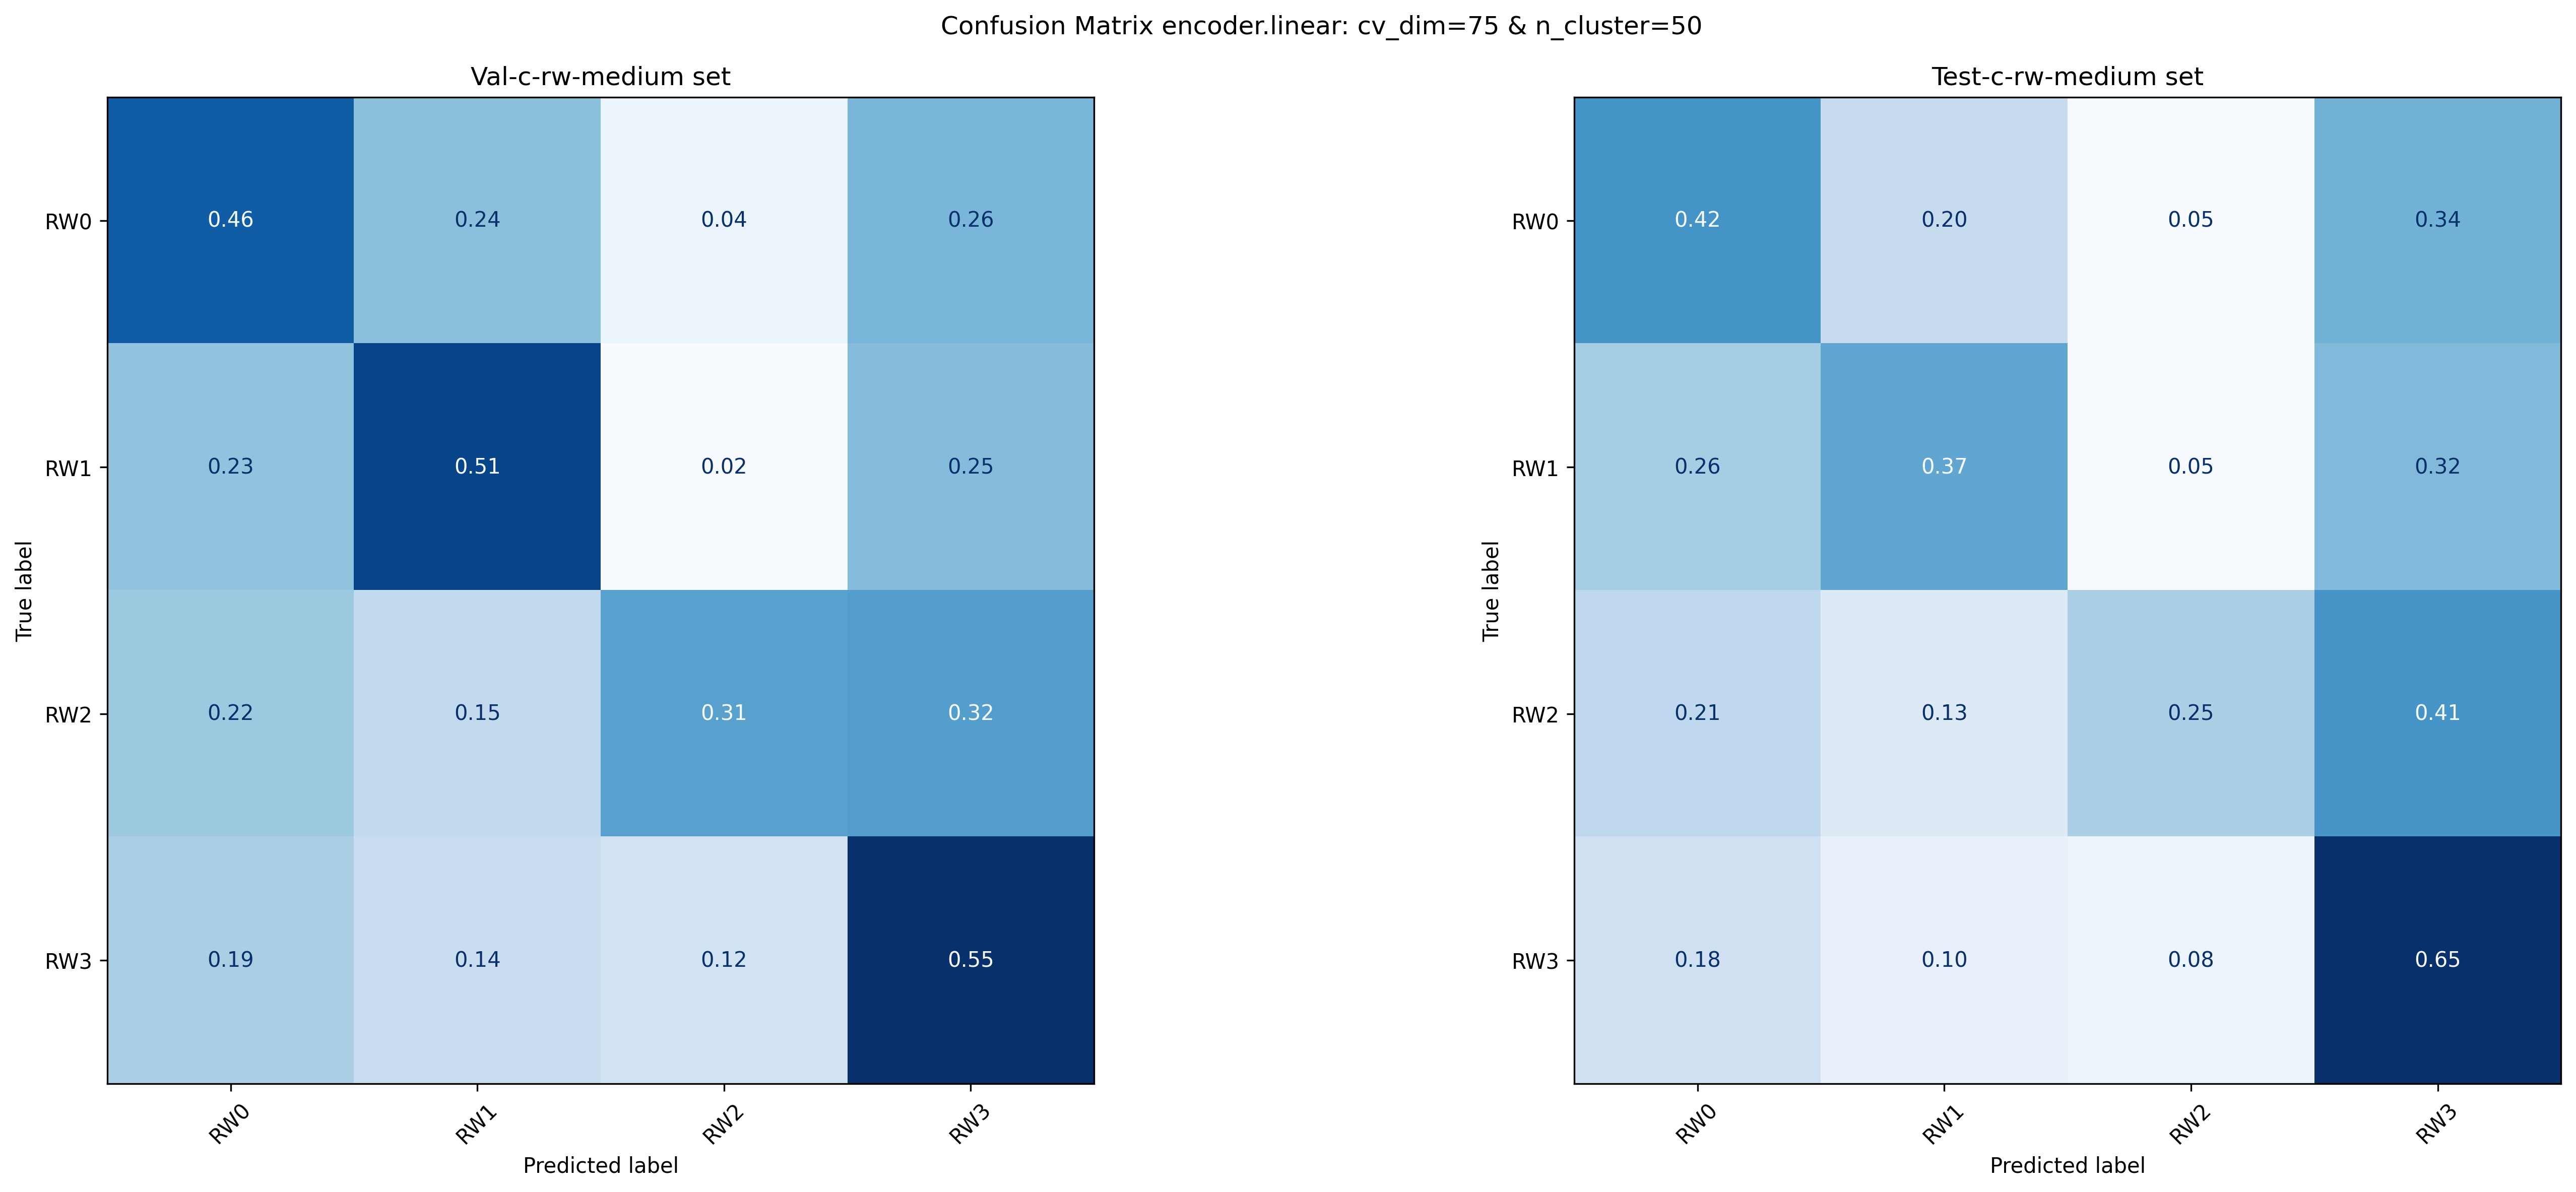 Confusion Matrix encoder.linear: cv_dim=75 & n_cluster=50
Val-c-rw-medium set
True label
RW0 0.46 0.24 0.04 0.26
RW1 0.23 0.51 0.02 0.25
RW2 0.22 0.15 0.31 0.32
RW3 0.19 0.14 0.12 0.55
RW0 RW1 RW2 RW3
Predicted label
Test-c-rw-medium set
True label
RW0 0.42 0.20 0.05 0.34
RW1 0.26 0.37 0.05 0.32
RW2 0.21 0.13 0.25 0.41
RW3 0.18 0.10 0.08 0.65
RW0 RW1 RW2 RW3
Predicted label